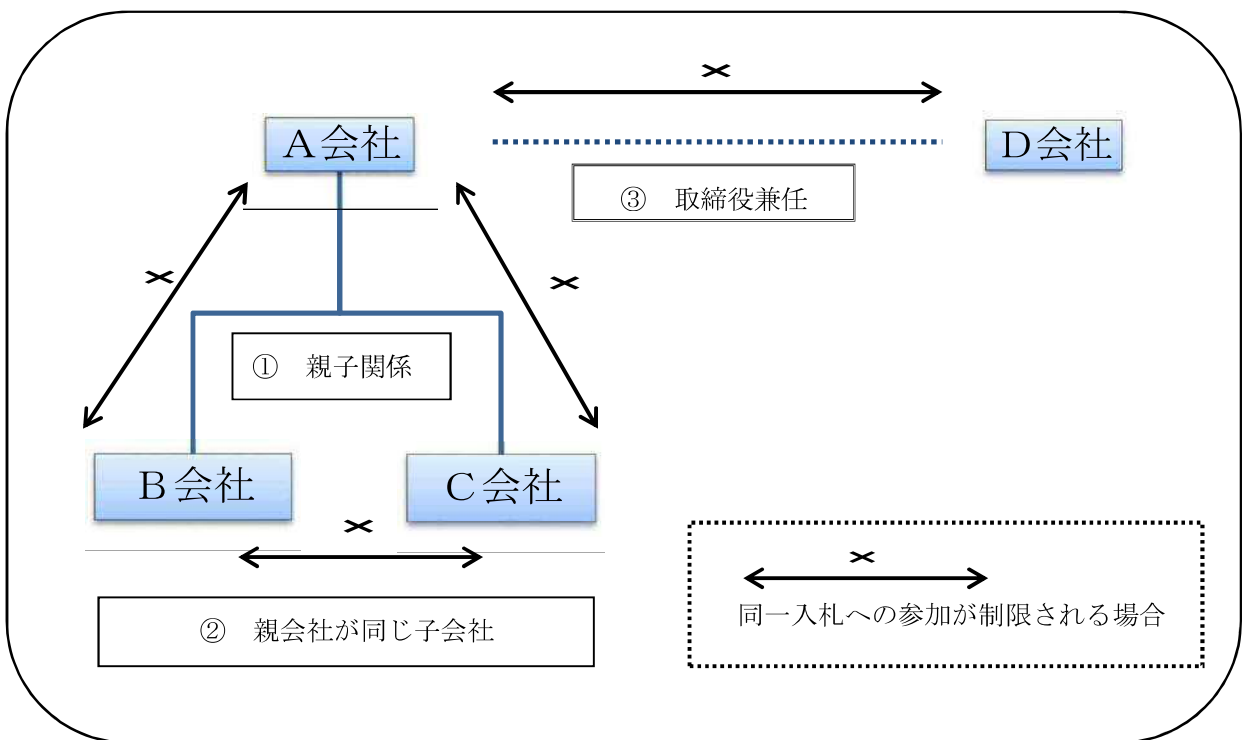 ×
A会社
D会社
③ 取締役兼任
×
×
① 親子関係
B会社
C会社
×
② 親会社が同じ子会社
×
同一入札への参加が制限される場合